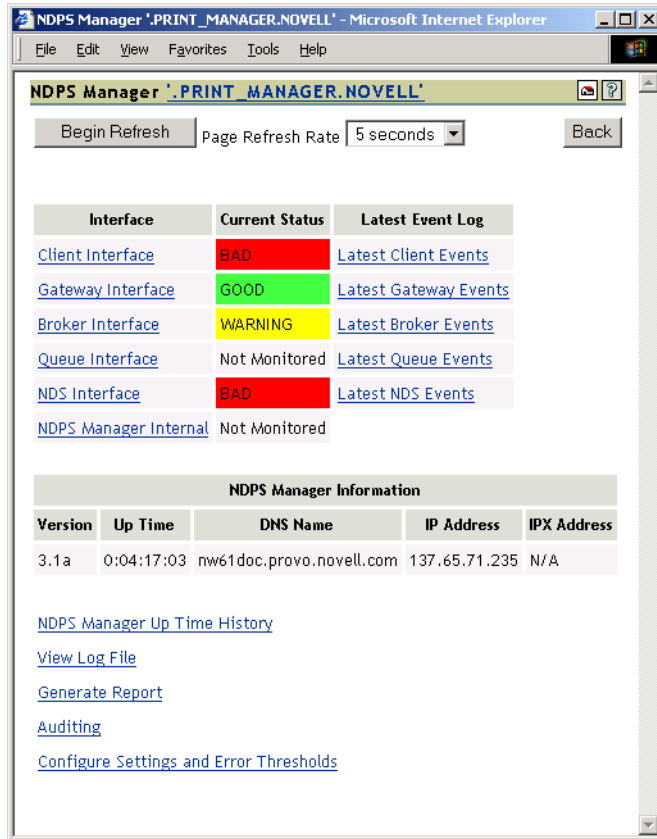 NDPS Manager '.PRINT_MANAGER.NOVELL' - Microsoft Internet Explorer
File Edit View Favorites Tools Help
NDPS Manager '.PRINT_MANAGER.NOVELL'
?
Begin Refresh Page Refresh Rate 5 seconds Back
Interface Current Status Latest Event Log
Client Interface BAD Latest Client Events
Gateway Interface GOOD Latest Gateway Events
Broker Interface WARNING Latest Broker Events
Queue Interface Not Monitored Latest Queue Events
NDS Interface BAD Latest NDS Events
NDPS Manager Internal Not Monitored
NDPS Manager Information
Version Up Time DNS Name IP Address IPX Address
3.1a 0:04:17:03 nw61doc.provo.novell.com 137.65.71.235 N/A
NDPS Manager Up Time History
View Log File
Generate Report
Auditing
Configure Settings and Error Thresholds